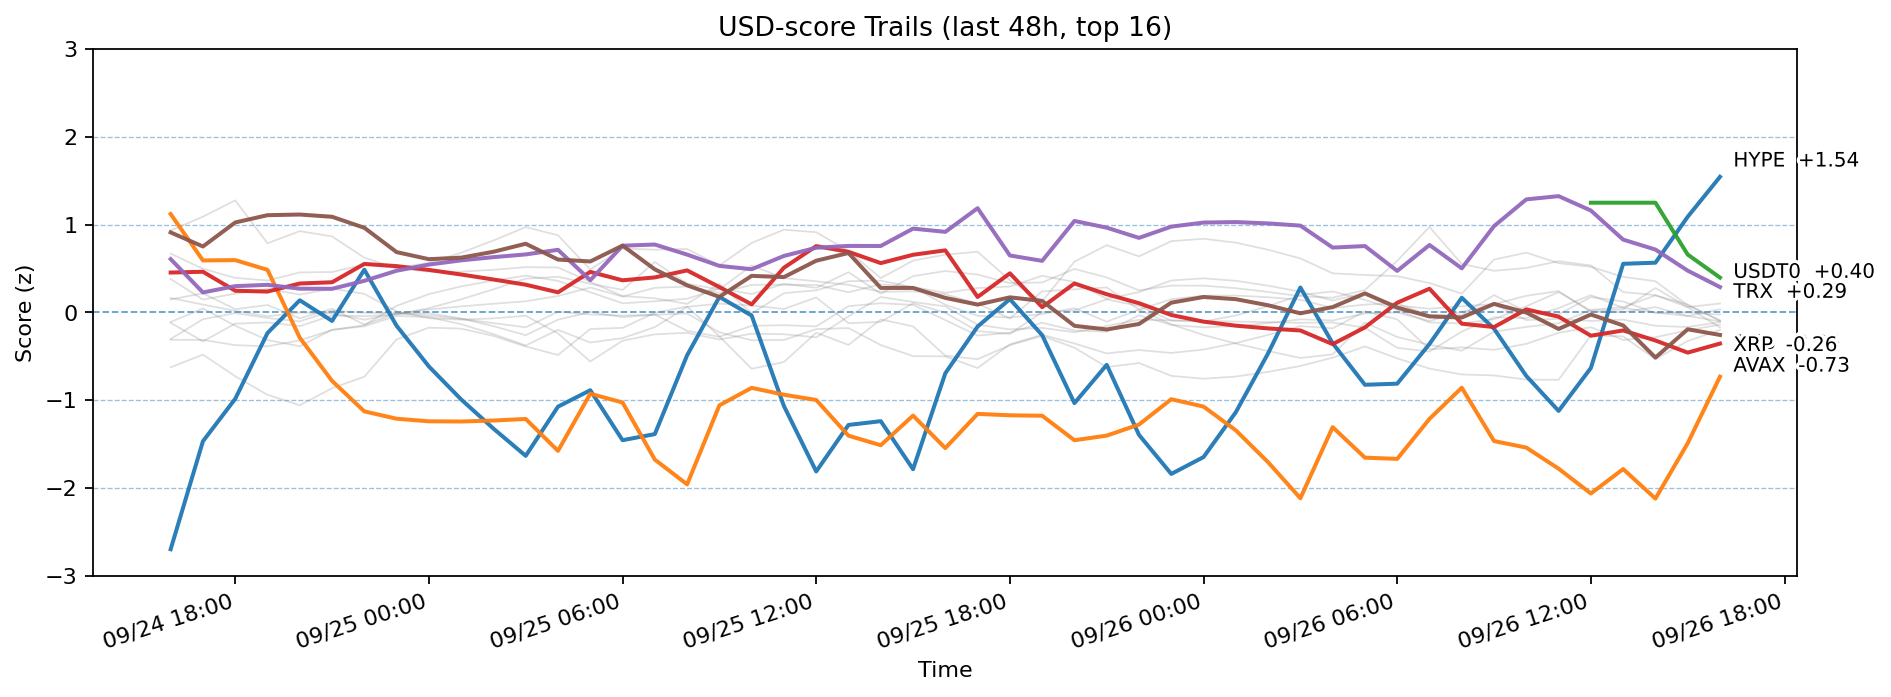 USD-score Trails (last 48h, top 16)
Score (z)
3
2
1
0
−1
−2
−3
HYPE +1.54
USDT0 +0.40
TRX +0.29
XRP -0.26
AVAX -0.73
09/24 18:00
09/25 00:00
09/25 06:00
09/25 12:00
09/25 18:00
09/26 00:00
09/26 06:00
09/26 12:00
09/26 18:00
Time